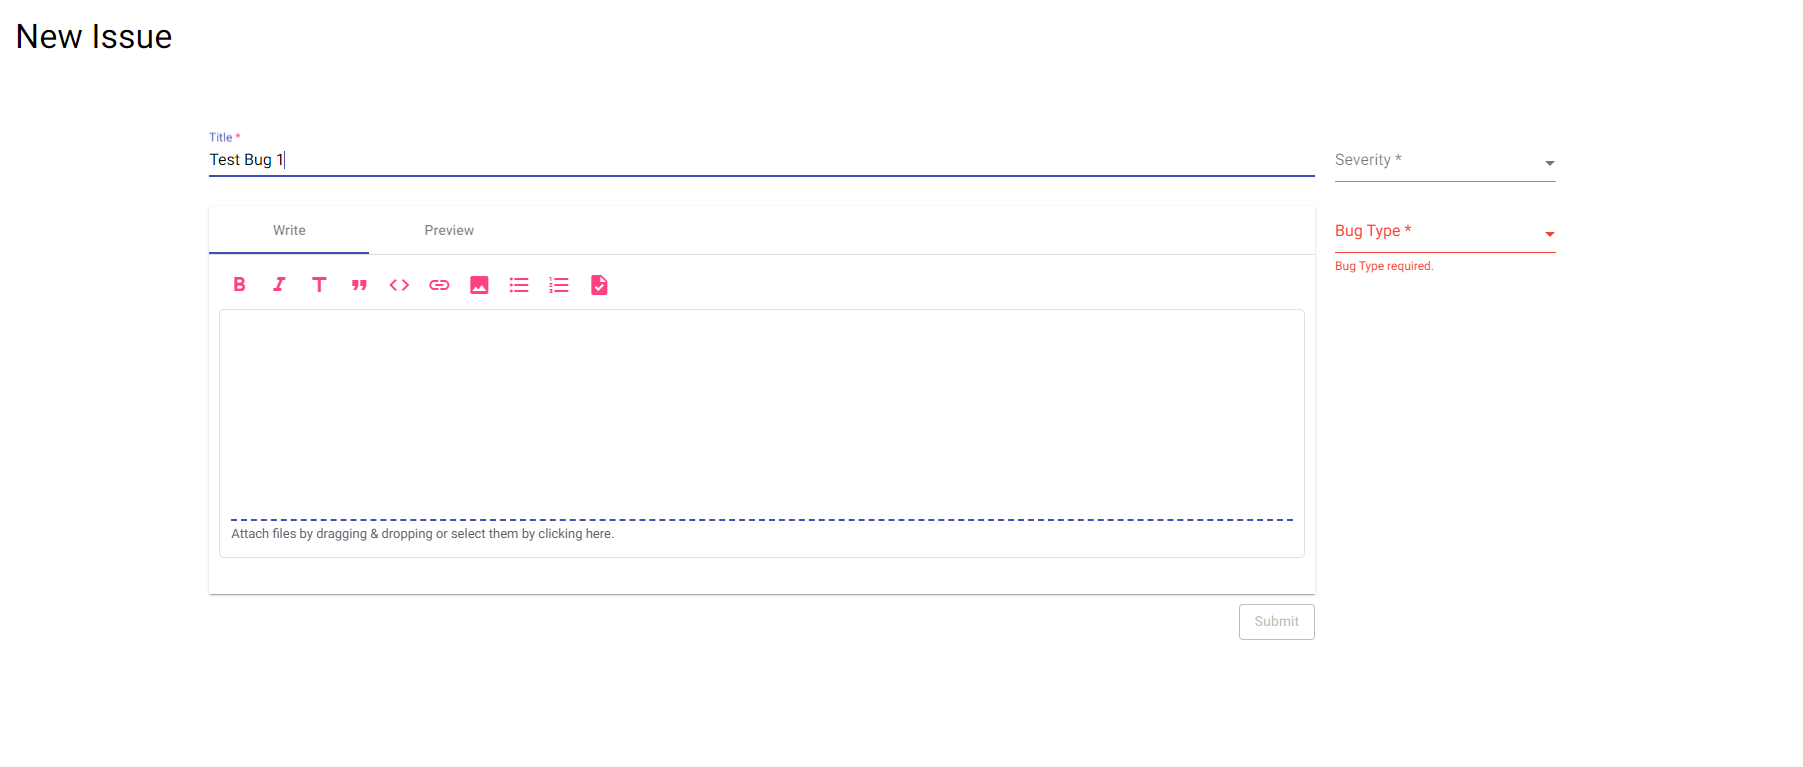 New Issue
Title *
Test Bug 1
Severity *
Write
Preview
Bug Type *
Bug Type required.
Attach files by dragging & dropping or select them by clicking here.
Submit